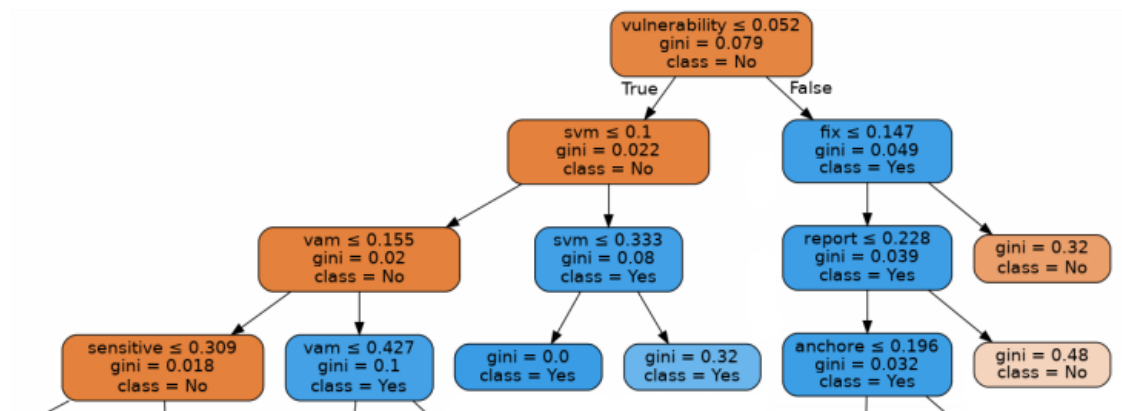 vulnerability ≤ 0.052
gini = 0.079
class = No
True
False
svm ≤ 0.1
gini = 0.022
class = No
fix ≤ 0.147
gini = 0.049
class = Yes
vam ≤ 0.155
gini = 0.02
class = No
svm ≤ 0.333
gini = 0.08
class = Yes
report ≤ 0.228
gini = 0.039
class = Yes
gini = 0.32
class = No
sensitive ≤ 0.309
gini = 0.018
class = No
vam ≤ 0.427
gini = 0.1
class = Yes
gini = 0.0
class = Yes
gini = 0.32
class = Yes
anchore ≤ 0.196
gini = 0.032
class = Yes
gini = 0.48
class = No